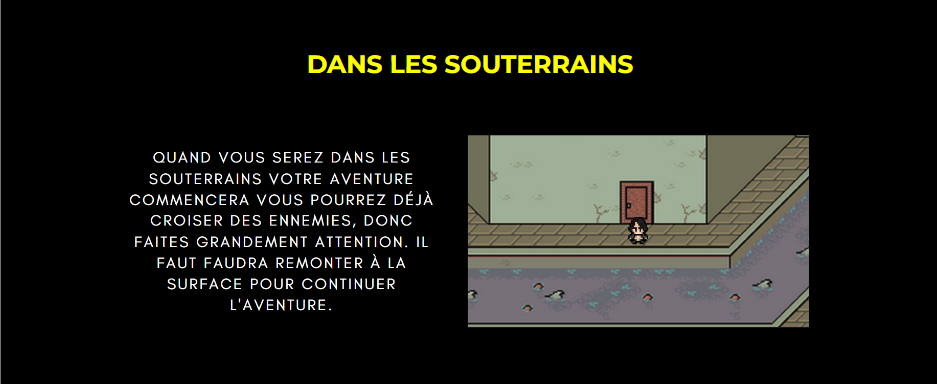 DANS LES SOUTERRAINS
QUAND VOUS SEREZ DANS LES
SOUTERRAINS VOTRE AVENTURE
COMMENCERA VOUS POURREZ DÉJÀ
CROISER DES ENNEMIES, DONC
FAITES GRANDEMENT ATTENTION. IL
FAUT FAUDRA REMONTER À LA
SURFACE POUR CONTINUER
L'AVENTURE.